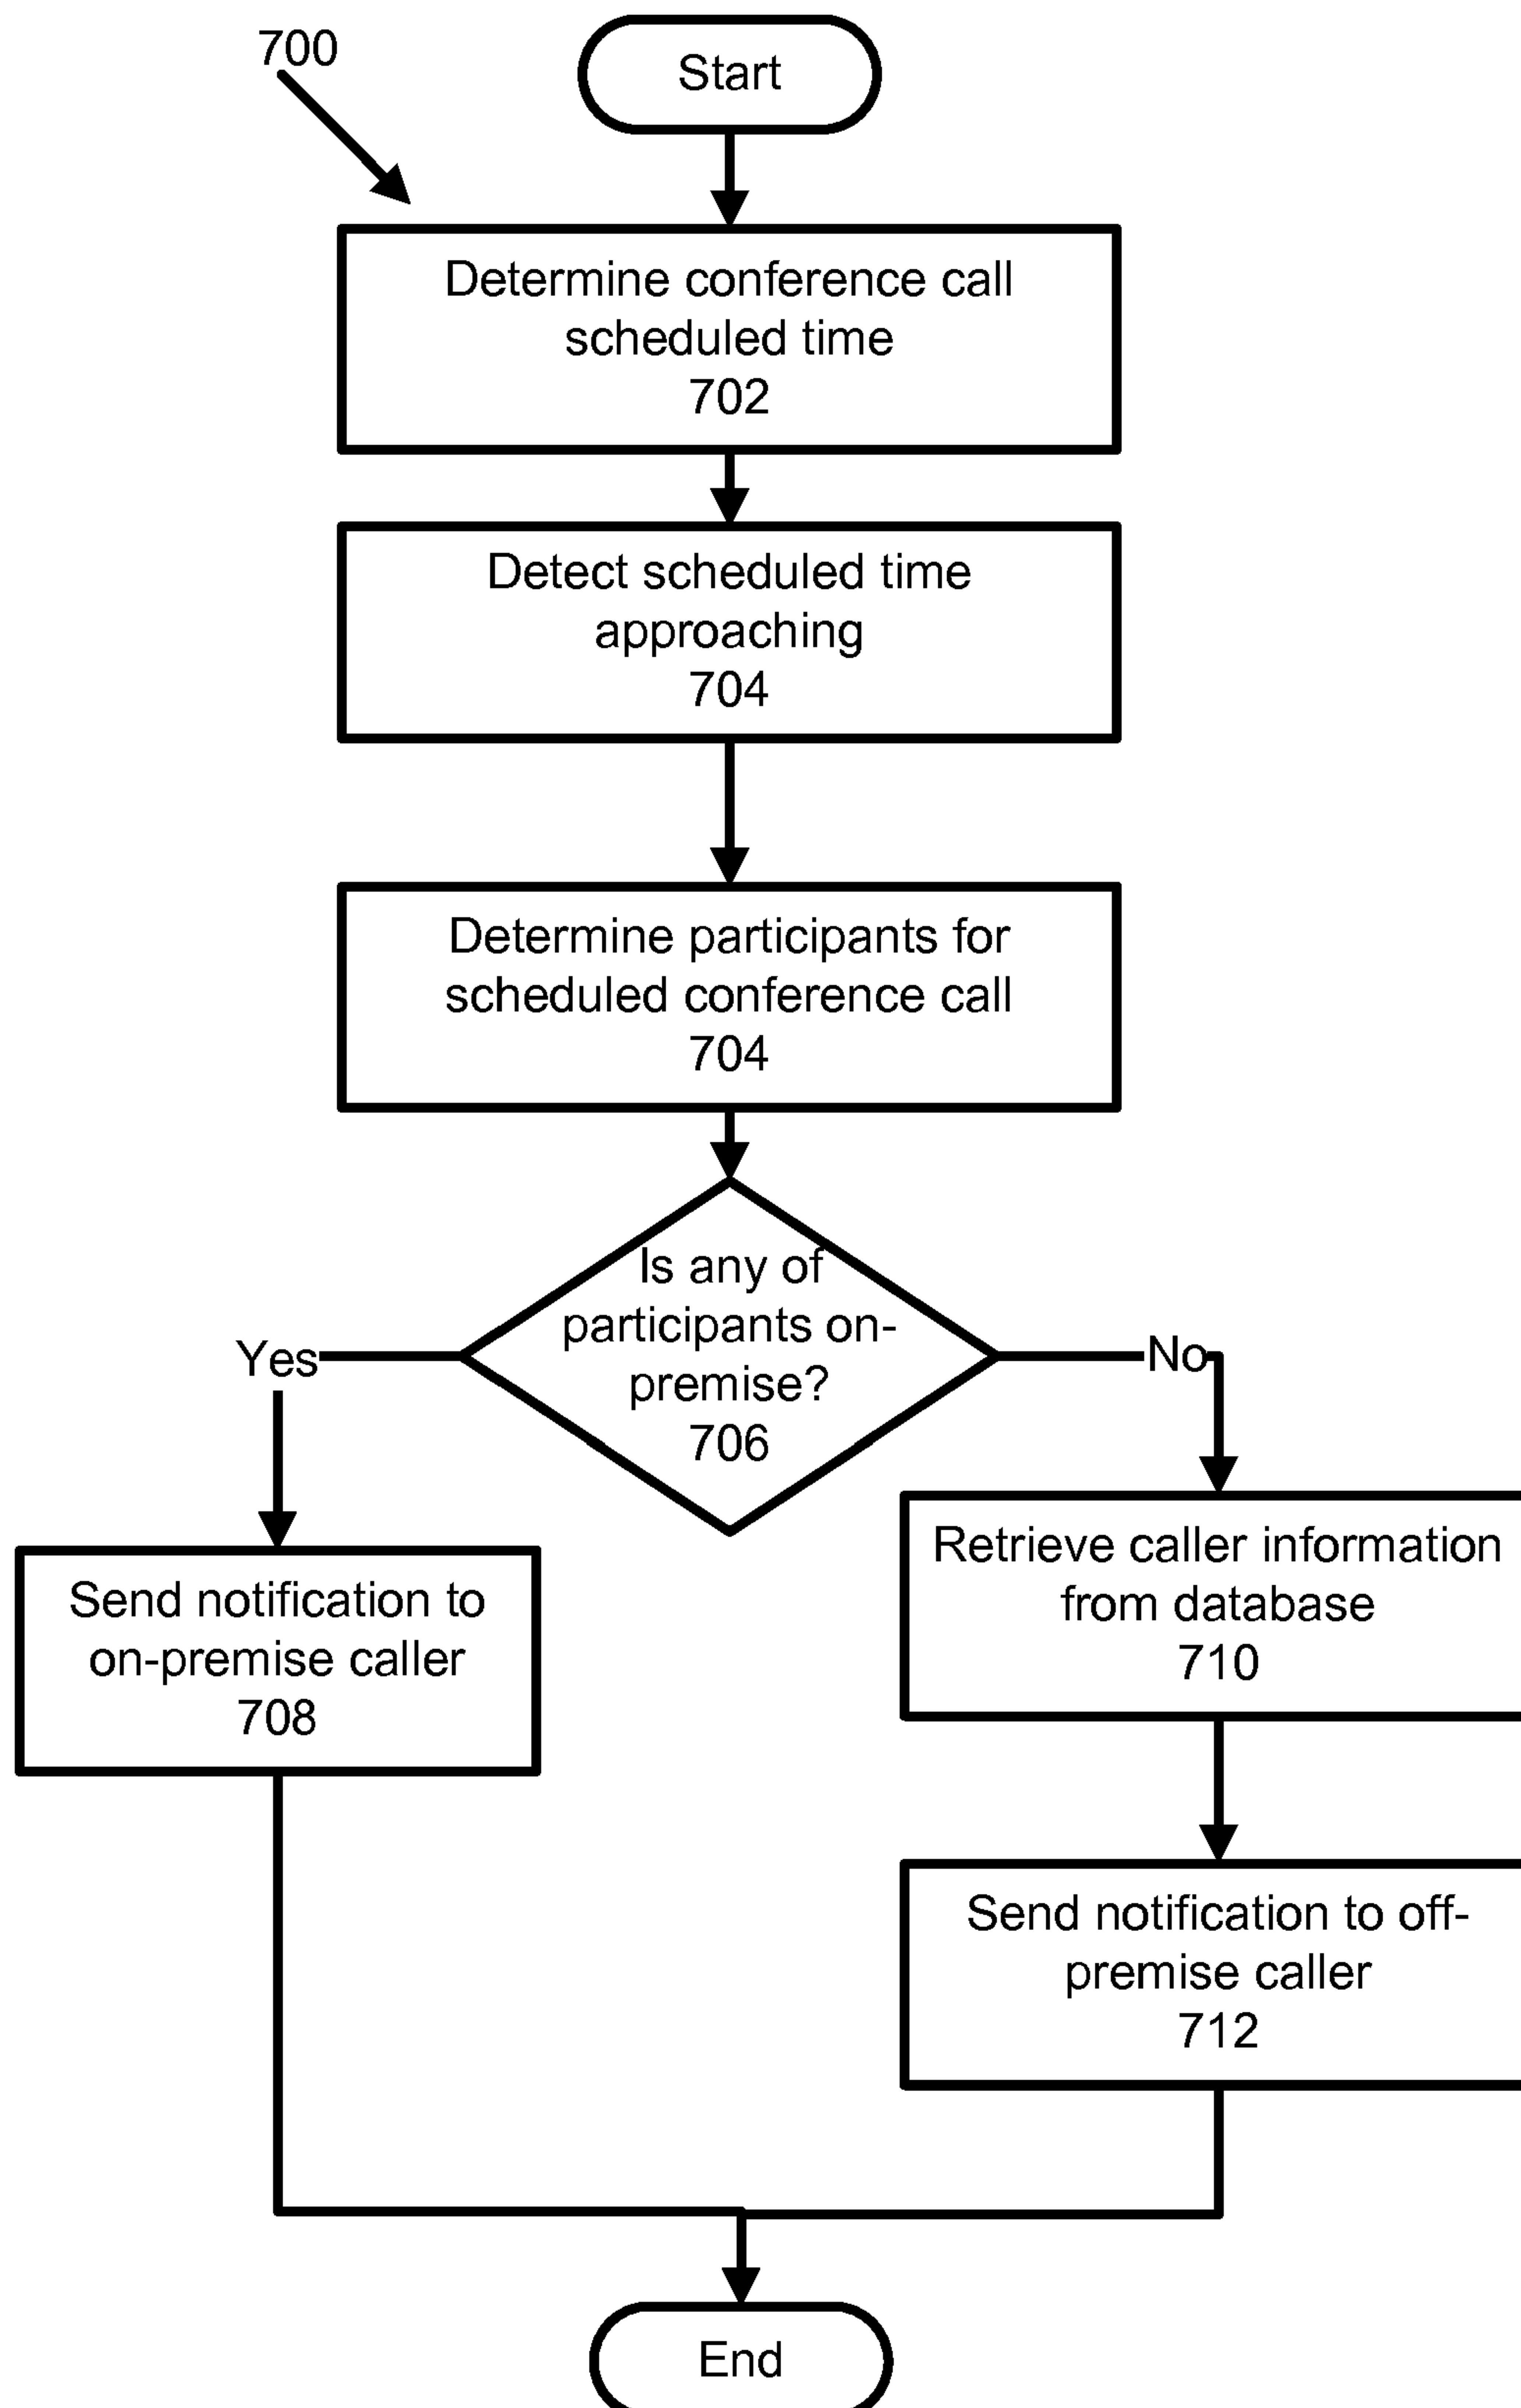 700
Start
Determine conference call
scheduled time
702
Detect scheduled time
approaching
704
Determine participants for
scheduled conference call
704
Is any of
participants on-
premise?
706
Yes
No
Send notification to
on-premise caller
708
Retrieve caller information
from database
710
Send notification to off-
premise caller
712
End